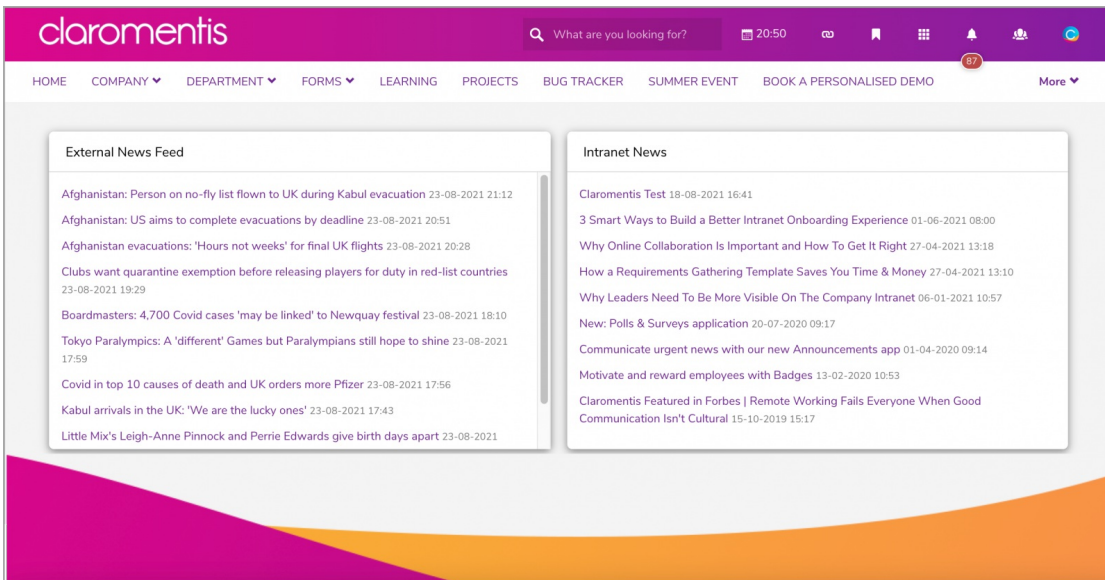 claromentis
What are you looking for?
20:50
87
HOME COMPANY DEPARTMENT FORMS LEARNING PROJECTS BUG TRACKER SUMMER EVENT BOOK A PERSONALISED DEMO More
External News Feed
Afghanistan: Person on no-fly list flown to UK during Kabul evacuation 23-08-2021 21:12
Afghanistan: US aims to complete evacuations by deadline 23-08-2021 20:51
Afghanistan evacuations: 'Hours not weeks' for final UK flights 23-08-2021 20:28
Clubs want quarantine exemption before releasing players for duty in red-list countries
23-08-2021 19:29
Boardmasters: 4,700 Covid cases 'may be linked' to Newquay festival 23-08-2021 18:10
Tokyo Paralympics: A 'different' Games but Paralympians still hope to shine 23-08-2021
17:59
Covid in top 10 causes of death and UK orders more Pfizer 23-08-2021 17:56
Kabul arrivals in the UK: 'We are the lucky ones' 23-08-2021 17:43
Little Mix's Leigh-Anne Pinnock and Perrie Edwards give birth days apart 23-08-2021
Intranet News
Claromentis Test 18-08-2021 16:41
3 Smart Ways to Build a Better Intranet Onboarding Experience 01-06-2021 08:00
Why Online Collaboration Is Important and How To Get It Right 27-04-2021 13:18
How a Requirements Gathering Template Saves You Time & Money 27-04-2021 13:10
Why Leaders Need To Be More Visible On The Company Intranet 06-01-2021 10:57
New: Polls & Surveys application 20-07-2020 09:17
Communicate urgent news with our new Announcements app 01-04-2020 09:14
Motivate and reward employees with Badges 13-02-2020 10:53
Claromentis Featured in Forbes | Remote Working Fails Everyone When Good
Communication Isn't Cultural 15-10-2019 15:17